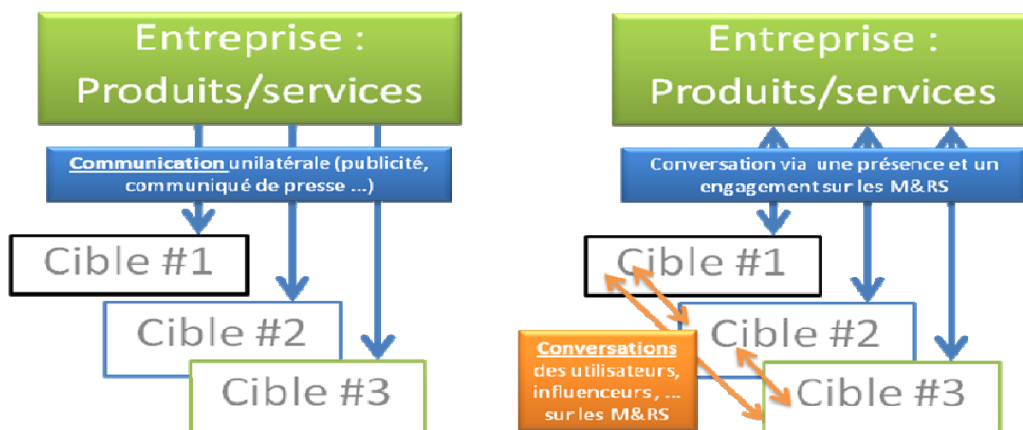 Entreprise :
Produits/services
Communication unilatérale (publicité,
communiqué de presse ...)
Cible #1
Cible #2
Cible #3
Entreprise :
Produits/services
Conversation via une présence et un
engagement sur les M&RS
Cible #1
Cible #2
Cible #3
Conversations
des utilisateurs,
influenceurs, ...
sur les M&RS